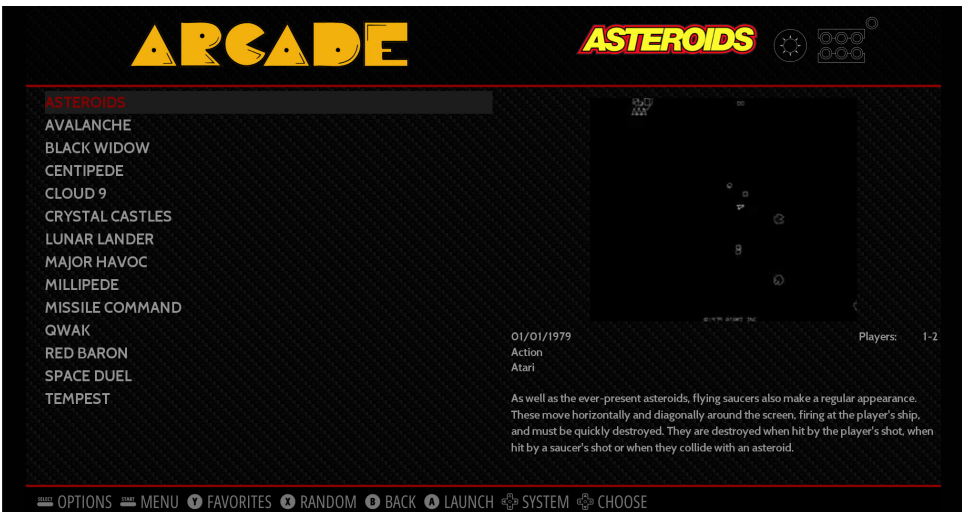 ARCADE
ASTEROIDS
ASTEROIDS
AVALANCHE
BLACK WIDOW
CENTIPEDE
CLOUD 9
CRYSTAL CASTLES
LUNAR LANDER
MAJOR HAVOC
MILLIPEDE
MISSILE COMMAND
QWAK
RED BARON
SPACE DUEL
TEMPEST
01/01/1979 Players: 1-2
Action
Atari
As well as the ever-present asteroids, flying saucers also make a regular appearance.
These move horizontally and diagonally around the screen, firing at the player's ship,
and must be quickly destroyed. They are destroyed when hit by the player's shot, when
hit by a saucer's shot or when they collide with an asteroid.
SELECT OPTIONS START MENU Y FAVORITES X RANDOM B BACK A LAUNCH SYSTEM CHOOSE